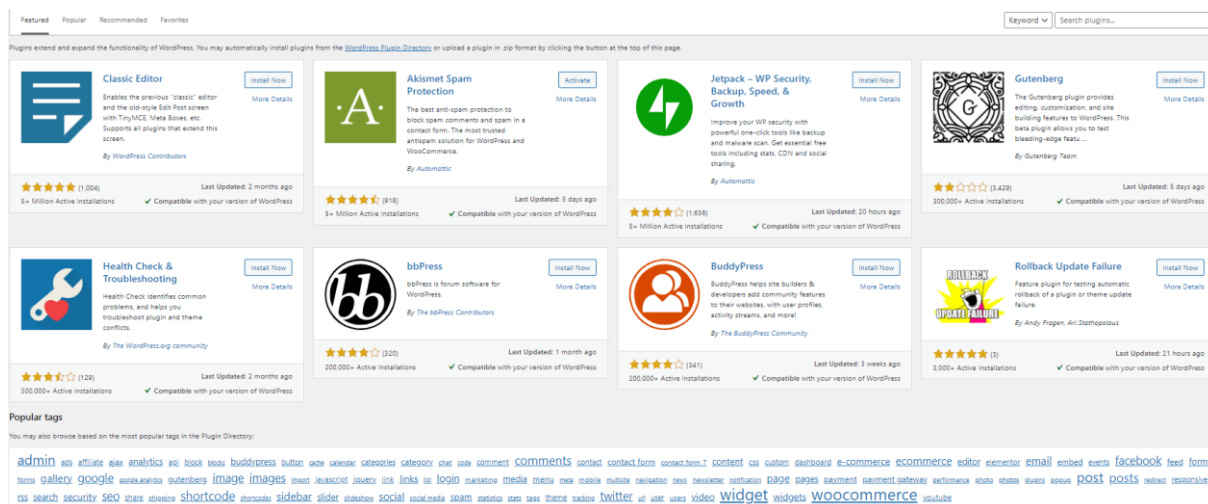 Featured Popular Recommended Favorites
Keyword Search plugins...
Plugins extend and expand the functionality of WordPress. You may automatically install plugins from the WordPress Plugin Directory or upload a plugin in .zip format by clicking the button at the top of this page.
Classic Editor
Install Now
More Details
Enables the previous "classic" editor
and the old-style Edit Post screen
with TinyMCE, Meta Boxes, etc.
Supports all plugins that extend this
screen.
By WordPress Contributors
(1,004)
Last Updated: 2 months ago
5+ Million Active Installations
Compatible with your version of WordPress
·A·
Akismet Spam
Protection
Activate
More Details
The best anti-spam protection to
block spam comments and spam in a
contact form. The most trusted
antispam solution for WordPress and
WooCommerce.
By Automattic
(918)
Last Updated: 5 days ago
5+ Million Active Installations
Compatible with your version of WordPress
Jetpack – WP Security,
Backup, Speed, &
Growth
Install Now
More Details
Improve your WP security with
powerful one-click tools like backup
and malware scan. Get essential free
tools including stats, CDN and social
sharing.
By Automattic
(1,636)
Last Updated: 20 hours ago
5+ Million Active Installations
Compatible with your version of WordPress
G
Gutenberg
Install Now
More Details
The Gutenberg plugin provides
editing, customization, and site
building features to WordPress. This
beta plugin allows you to test
bleeding-edge featu ...
By Gutenberg Team
(3,429)
Last Updated: 5 days ago
300,000+ Active Installations
Compatible with your version of WordPress
Health Check &
Troubleshooting
Install Now
More Details
Health Check identifies common
problems, and helps you
troubleshoot plugin and theme
conflicts.
By The WordPress.org community
(129)
Last Updated: 2 months ago
300,000+ Active Installations
Compatible with your version of WordPress
bb
bbPress
Install Now
More Details
bbPress is forum software for
WordPress.
By The bbPress Contributors
(320)
Last Updated: 1 month ago
200,000+ Active Installations
Compatible with your version of WordPress
BuddyPress
Install Now
More Details
BuddyPress helps site builders &
developers add community features
to their websites, with user profiles,
activity streams, and more!
By The BuddyPress Community
(341)
Last Updated: 3 weeks ago
200,000+ Active Installations
Compatible with your version of WordPress
ROLLBACK
UPDATE FAILURE
Rollback Update Failure
Install Now
More Details
Feature plugin for testing automatic
rollback of a plugin or theme update
failure.
By Andy Fragen, Ari Stathopolous
(3)
Last Updated: 21 hours ago
3,000+ Active Installations
Compatible with your version of WordPress
Popular tags
You may also browse based on the most popular tags in the Plugin Directory:
admin ads affiliate ajax analytics api block blocks buddypress button cache calendar categories category chat code comment comments contact contact form contact form 7 content css custom dashboard e-commerce ecommerce editor elementor email embed events facebook feed form
forms gallery google google analytics gutenberg image images import javascript jquery link links list login marketing media menu meta mobile multisite navigation news newsletter notification page pages payment payment gateway performance photo photos plugins popup post posts redirect responsive
rss search security seo share shipping shortcode shortcodes sidebar slider slideshow social social media spam statistics stats tags theme tracking twitter url user users video widget widgets woocommerce youtube